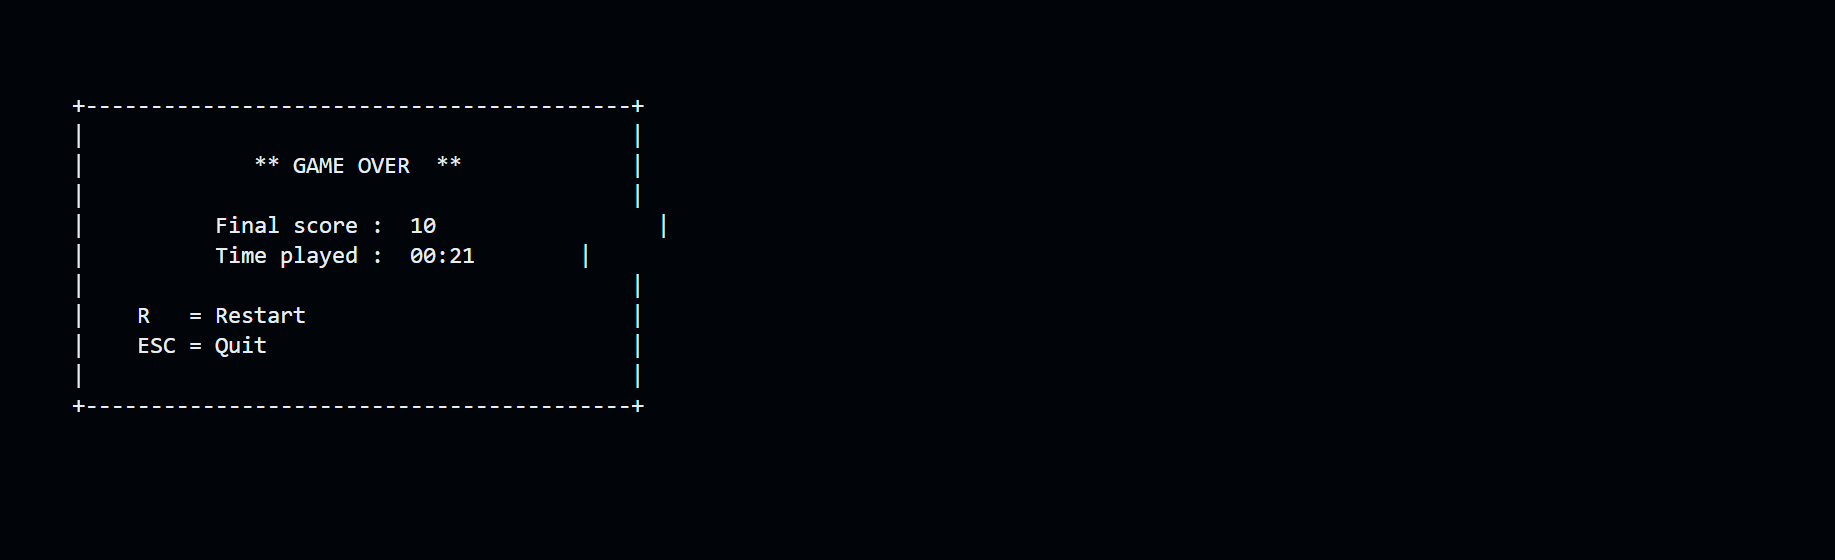 +------------------------------------------+
|                                          |
|             ** GAME OVER  **             |
|                                          |
|          Final score :  10                 |
|          Time played :  00:21        |
|                                          |
|    R   = Restart                         |
|    ESC = Quit                            |
|                                          |
+------------------------------------------+